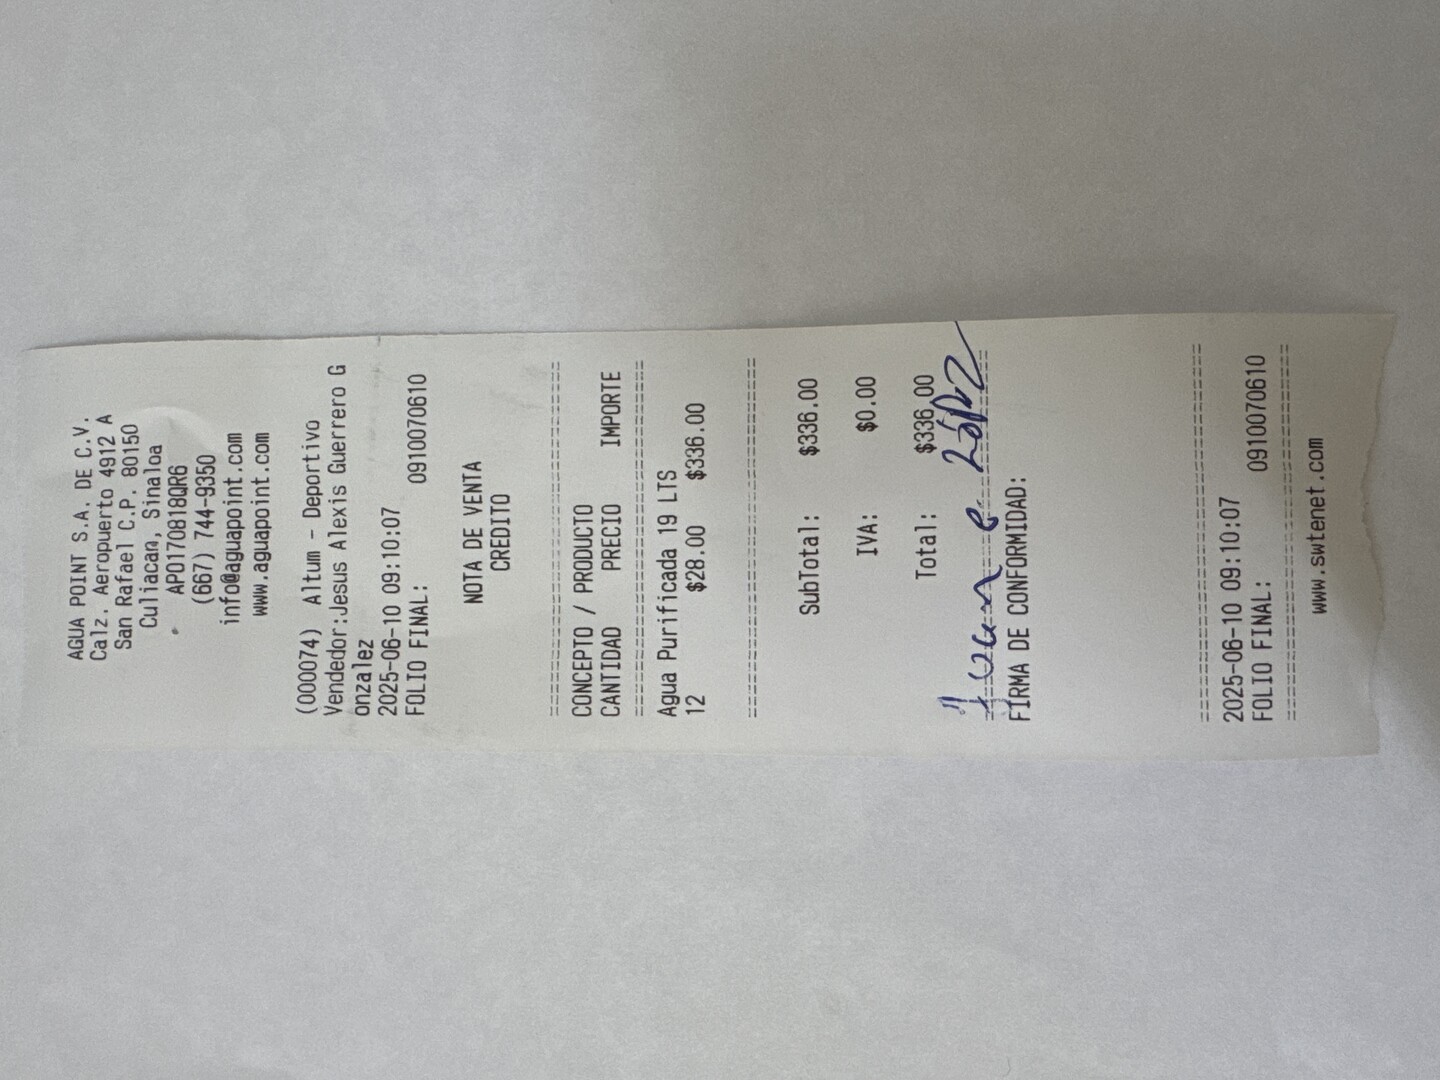 AGUA POINT S.A. DE C.V.
Calz. Aeropuerto 4912 A
San Rafael C.P. 80150
Culiacan, Sinaloa
APO170818QR6
(667) 744-9350
info@aguapoint.com
www.aguapoint.com
(000074) Altum - Deportivo
Vendedor:Jesus Alexis Guerrero G
onzalez
2025-06-10 09:10:07
FOLIO FINAL: 0910070610
NOTA DE VENTA
CREDITO
==============================
CONCEPTO / PRODUCTO
CANTIDAD PRECIO IMPORTE
==============================
Agua Purificada 19 LTS
12 $28.00 $336.00
==============================
SubTotal: $336.00
IVA: $0.00
Total: $336.00
Juan e López
==============================
FIRMA DE CONFORMIDAD:
==============================
2025-06-10 09:10:07
FOLIO FINAL: 0910070610
==============================
www.swtenet.com